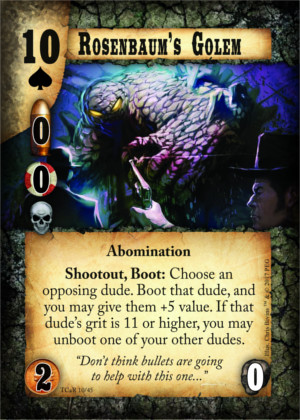 10
ROSENBAUM'S GOLEM
0
0
Abomination
Shootout, Boot: Choose an
opposing dude. Boot that dude, and
you may give them +5 value. If that
dude's grit is 11 or higher, you may
unboot one of your other dudes.
"Don't think bullets are going
to help with this one..."
2
0